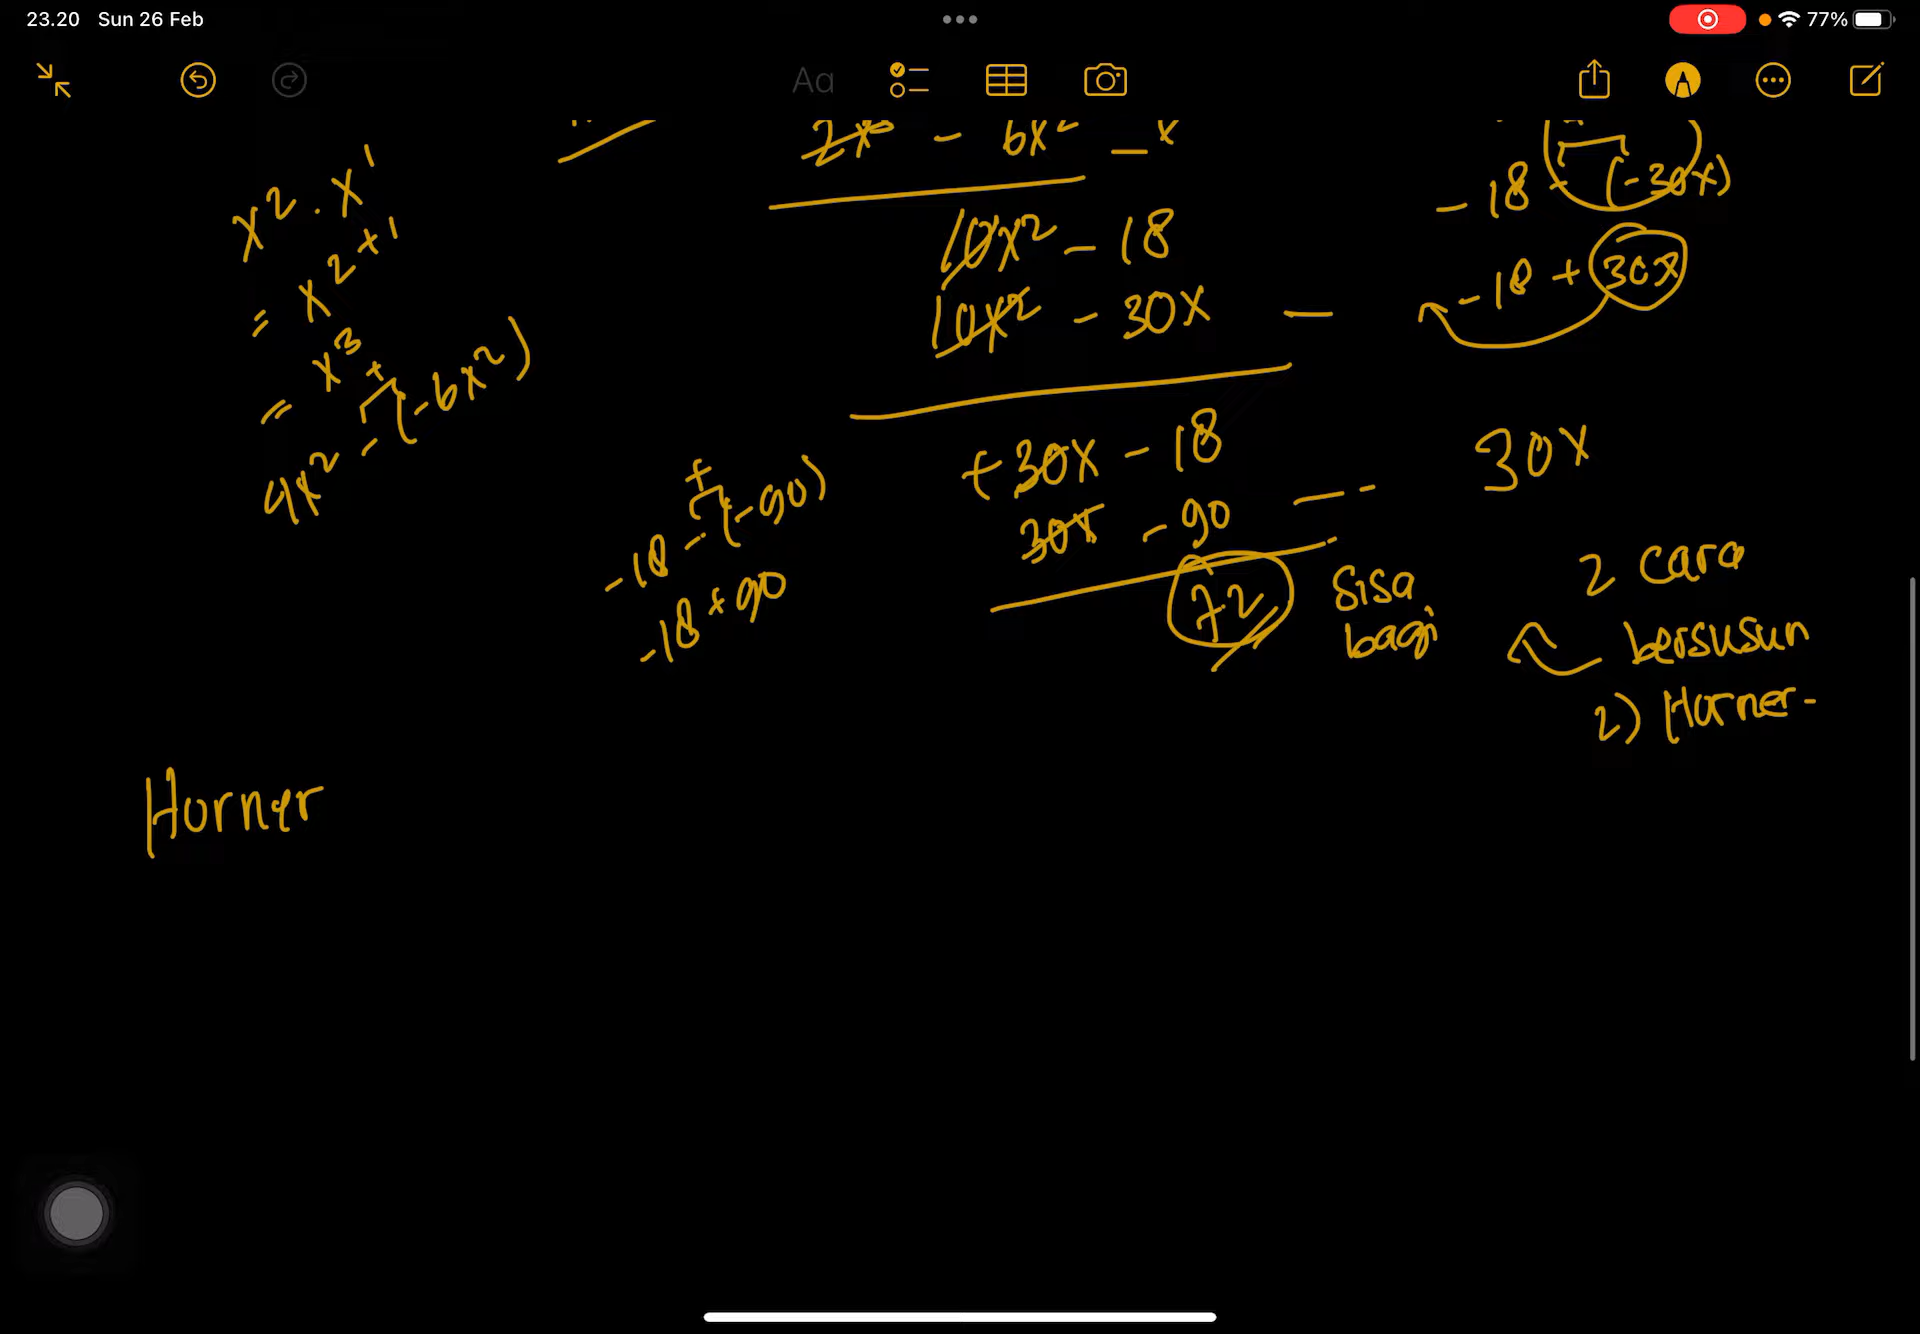 23.20 Sun 26 Feb
77%
Aa
2x³ - 6x² - x
10x² - 18
10x² - 30x -
+30x - 18
30x - 90 -
72
sisa
bagi
x² . x¹
= x²⁺¹
= x³
4x² - (-6x²)
+
-18 - (-90)
+
-18 + 90
-18 - (-30x)
-18 + 30x
30x
2 cara
bersusun
2) Horner-
Horner